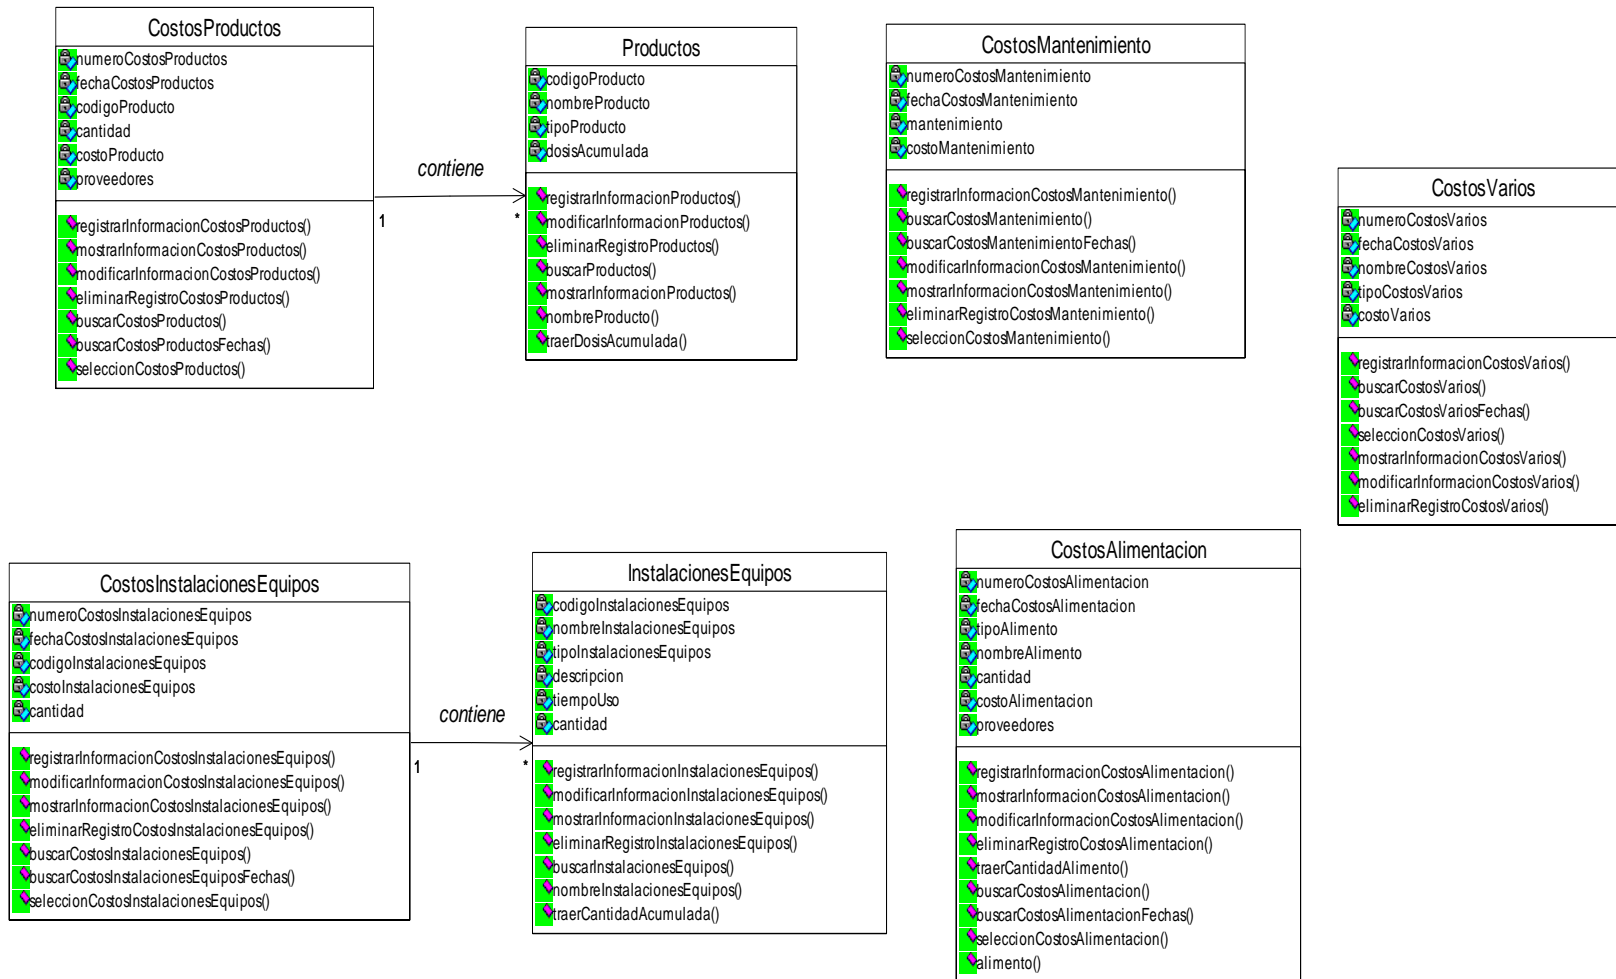 CostosProductos
numeroCostosProductos
fechaCostosProductos
codigoProducto
cantidad
costoProducto
proveedores
registrarInformacionCostosProductos()
mostrarInformacionCostosProductos()
modificarInformacionCostosProductos()
eliminarRegistroCostosProductos()
buscarCostosProductos()
buscarCostosProductosFechas()
seleccionCostosProductos()
contiene
1
*
Productos
codigoProducto
nombreProducto
tipoProducto
dosisAcumulada
registrarInformacionProductos()
modificarInformacionProductos()
eliminarRegistroProductos()
buscarProductos()
mostrarInformacionProductos()
nombreProducto()
traerDosisAcumulada()
CostosMantenimiento
numeroCostosMantenimiento
fechaCostosMantenimiento
mantenimiento
costoMantenimiento
registrarInformacionCostosMantenimiento()
buscarCostosMantenimiento()
buscarCostosMantenimientoFechas()
modificarInformacionCostosMantenimiento()
mostrarInformacionCostosMantenimiento()
eliminarRegistroCostosMantenimiento()
seleccionCostosMantenimiento()
CostosVarios
numeroCostosVarios
fechaCostosVarios
nombreCostosVarios
tipoCostosVarios
costoVarios
registrarInformacionCostosVarios()
buscarCostosVarios()
buscarCostosVariosFechas()
seleccionCostosVarios()
mostrarInformacionCostosVarios()
modificarInformacionCostosVarios()
eliminarRegistroCostosVarios()
CostosInstalacionesEquipos
numeroCostosInstalacionesEquipos
fechaCostosInstalacionesEquipos
codigoInstalacionesEquipos
costoInstalacionesEquipos
cantidad
registrarInformacionCostosInstalacionesEquipos()
modificarInformacionCostosInstalacionesEquipos()
mostrarInformacionCostosInstalacionesEquipos()
eliminarRegistroCostosInstalacionesEquipos()
buscarCostosInstalacionesEquipos()
buscarCostosInstalacionesEquiposFechas()
seleccionCostosInstalacionesEquipos()
contiene
1
*
InstalacionesEquipos
codigoInstalacionesEquipos
nombreInstalacionesEquipos
tipoInstalacionesEquipos
descripcion
tiempoUso
cantidad
registrarInformacionInstalacionesEquipos()
modificarInformacionInstalacionesEquipos()
mostrarInformacionInstalacionesEquipos()
eliminarRegistroInstalacionesEquipos()
buscarInstalacionesEquipos()
nombreInstalacionesEquipos()
traerCantidadAcumulada()
CostosAlimentacion
numeroCostosAlimentacion
fechaCostosAlimentacion
tipoAlimento
nombreAlimento
cantidad
costoAlimentacion
proveedores
registrarInformacionCostosAlimentacion()
mostrarInformacionCostosAlimentacion()
modificarInformacionCostosAlimentacion()
eliminarRegistroCostosAlimentacion()
traerCantidadAlimento()
buscarCostosAlimentacion()
buscarCostosAlimentacionFechas()
seleccionCostosAlimentacion()
alimento()